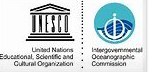 UNESCO
United Nations
Educational, Scientific and
Cultural Organization
Intergovernmental
Oceanographic
Commission